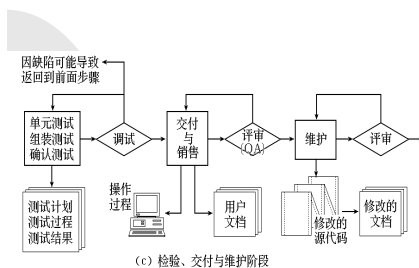 因缺陷可能导致
返回到前面步骤
单元测试
组装测试
确认测试
调试
交付
与
销售
评审
(QA)
维护
评审
测试计划
测试过程
测试结果
操作
过程
用户
文档
修改的
源代码
修改的
文档
(c) 检验、交付与维护阶段